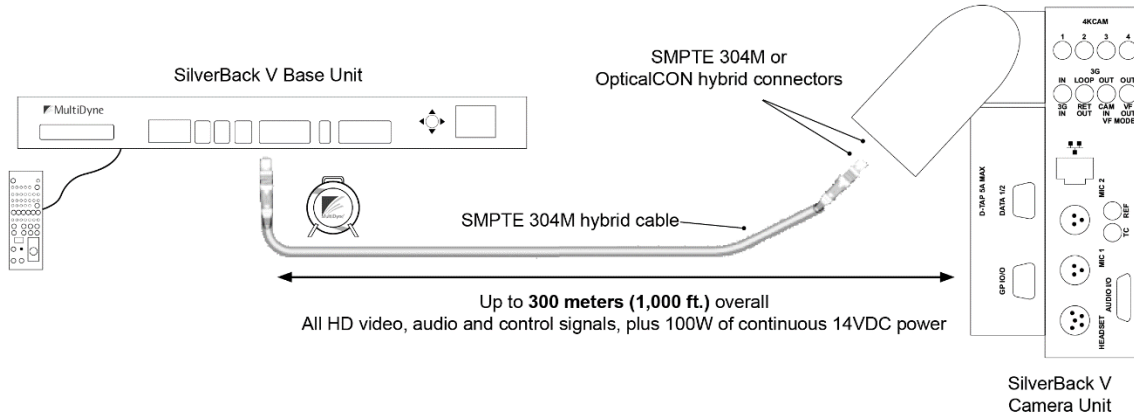 SilverBack V Base Unit
MultiDyne
SMPTE 304M or
OpticalCON hybrid connectors
MultiDyne
SMPTE 304M hybrid cable
Up to 300 meters (1,000 ft.) overall
All HD video, audio and control signals, plus 100W of continuous 14VDC power
4KCAM
1 2 3 4
3G
IN LOOP OUT OUT
3G RET CAM VF
IN OUT IN OUT
VF MODE
D-TAP 5A MAX
DATA 1/2
MIC 2
REF
TC
GP IO/O
MIC 1
AUDIO I/O
HEADSET
SilverBack V
Camera Unit